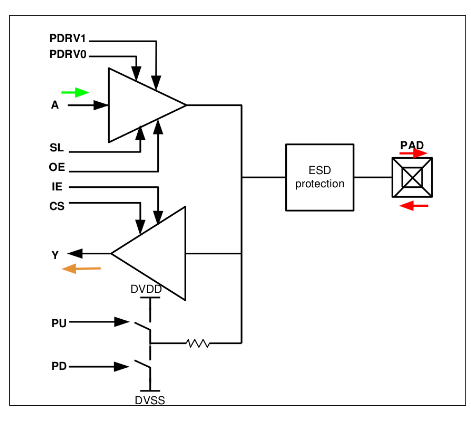 PDRV1
PDRV0
A
PAD
SL
OE
ESD
protection
IE
CS
Y
DVDD
PU
PD
DVSS